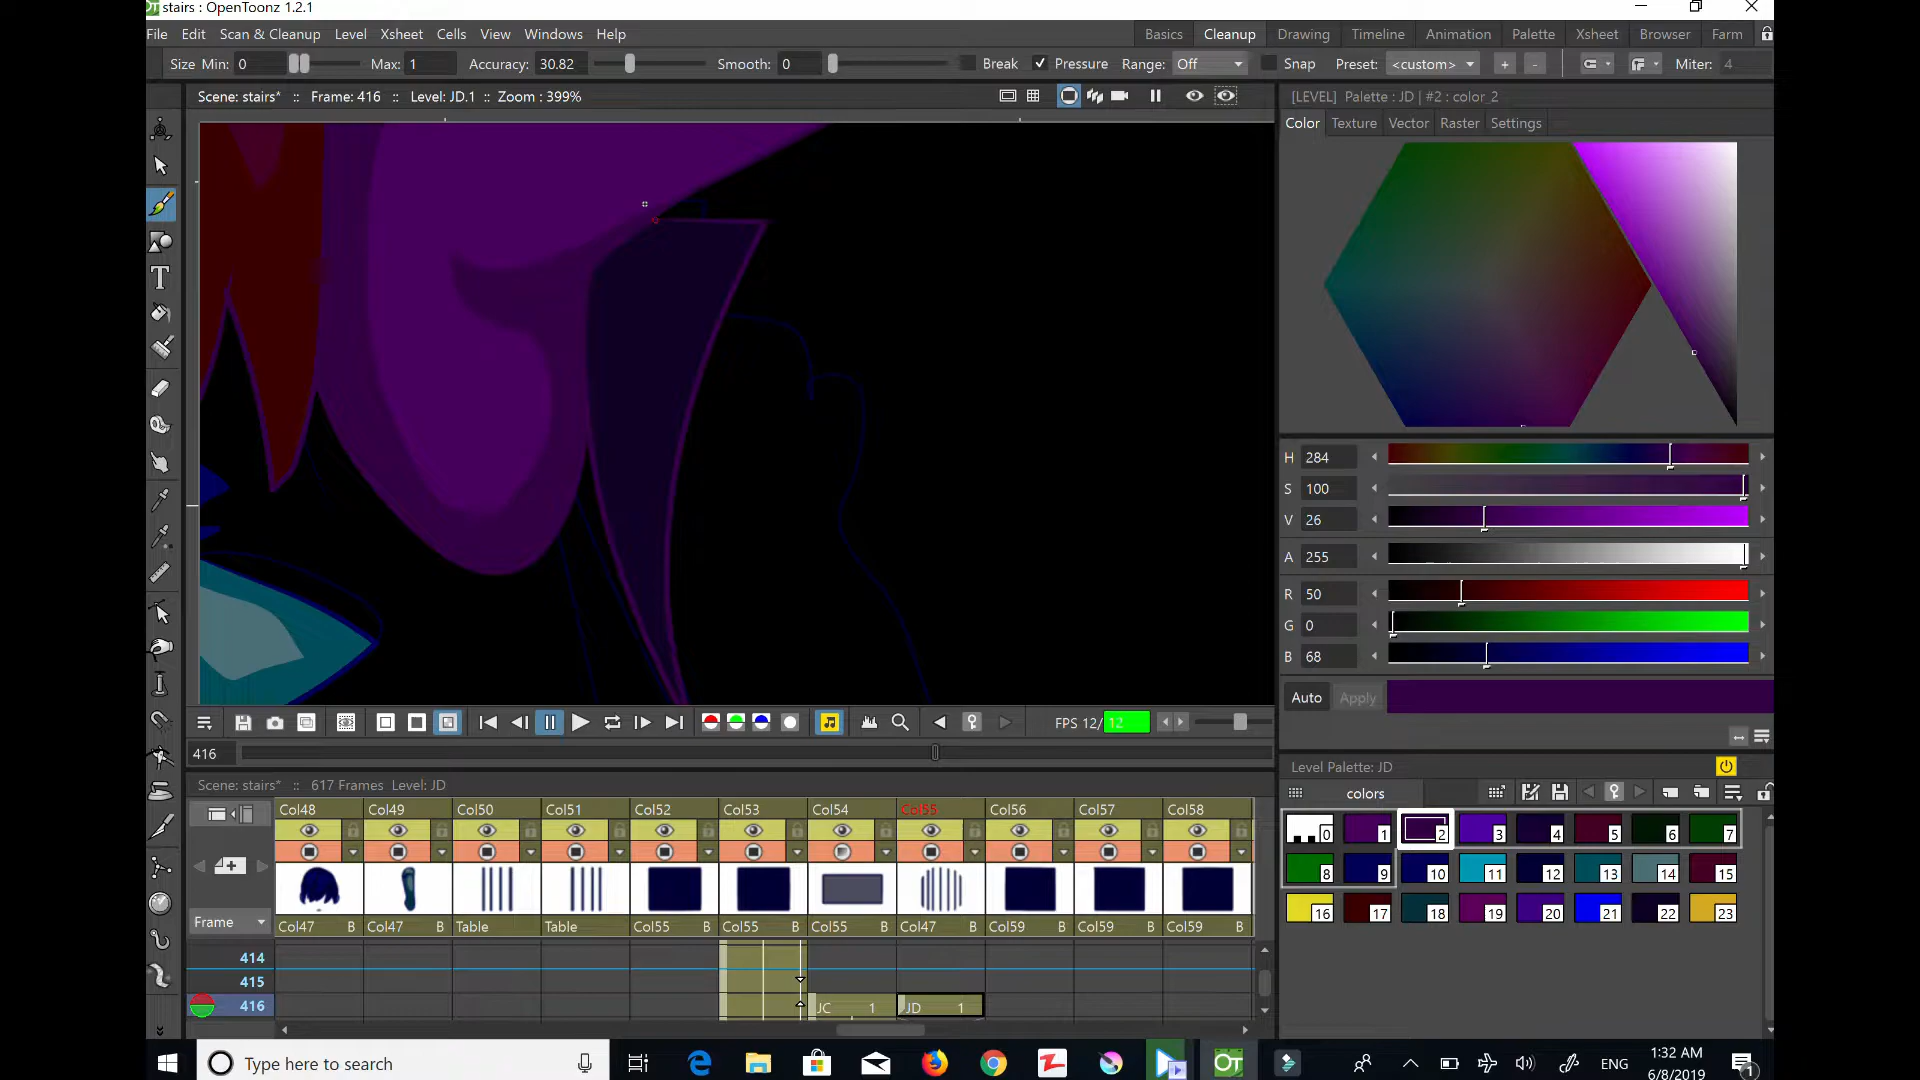 stairs : OpenToonz 1.2.1
File Edit Scan & Cleanup Level Xsheet Cells View Windows Help
Basics Cleanup Drawing Timeline Animation Palette Xsheet Browser Farm
Size Min: 0 Max: 1 Accuracy: 30.82 Smooth: 0 Break Pressure Range: Off Snap Preset: <custom> + - Miter: 4
Scene: stairs* :: Frame: 416 :: Level: JD.1 :: Zoom : 399%
[LEVEL] Palette : JD | #2 : color_2
Color Texture Vector Raster Settings
H 284
S 100
V 26
A 255
R 50
G 0
B 68
Auto Apply
FPS 12/ 12
416
Scene: stairs* :: 617 Frames Level: JD
Col48 Col49 Col50 Col51 Col52 Col53 Col54 Col55 Col56 Col57 Col58
Frame
Col47 B Col47 B Table Table Col55 B Col55 B Col55 B Col47 B Col59 B Col59 B Col59 B
414
415
416 JC 1 JD 1
Level Palette: JD
colors
0 1 2 3 4 5 6 7
8 9 10 11 12 13 14 15
16 17 18 19 20 21 22 23
Type here to search
ENG
1:32 AM
6/8/2019
1